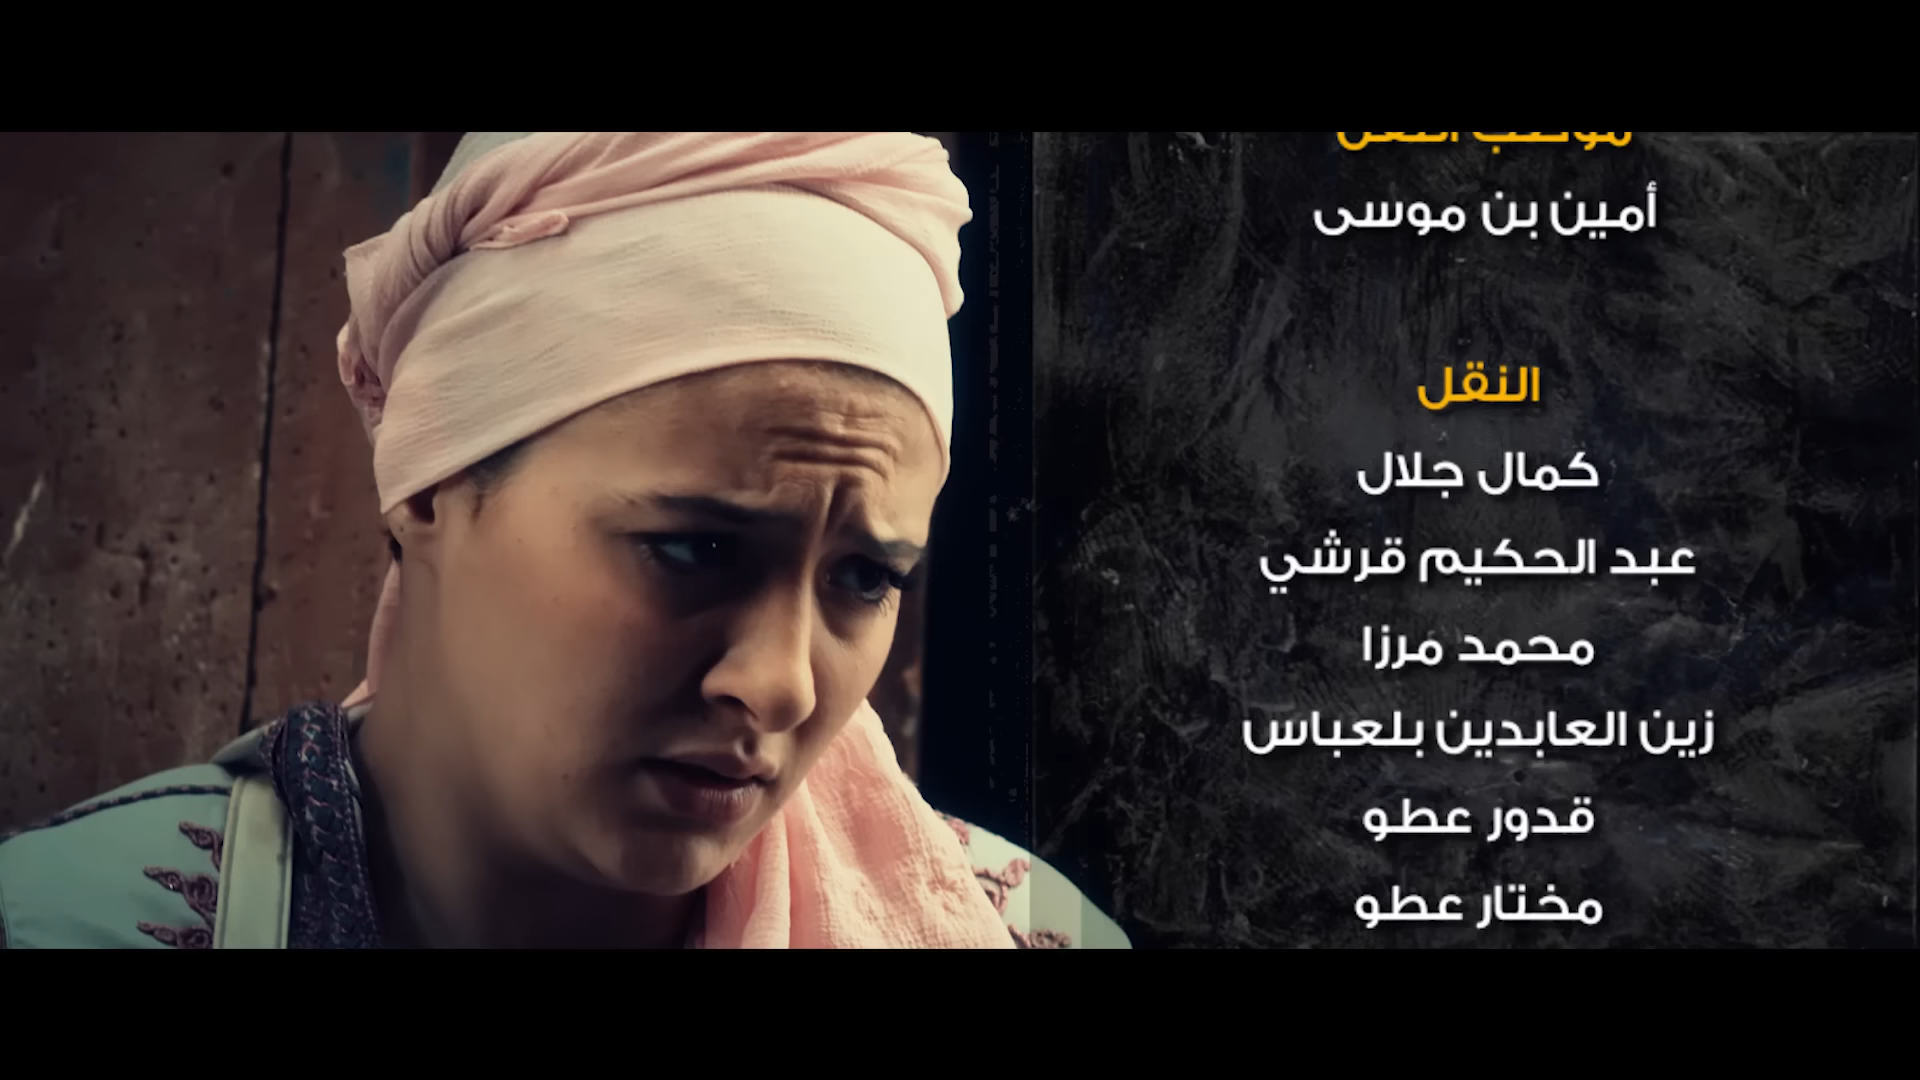 أمين بن موسى
النقل
كمال جلال
عبد الحكيم قرشي
محمد مرزا
زين العابدين بلعباس
قدور عطو
مختار عطو